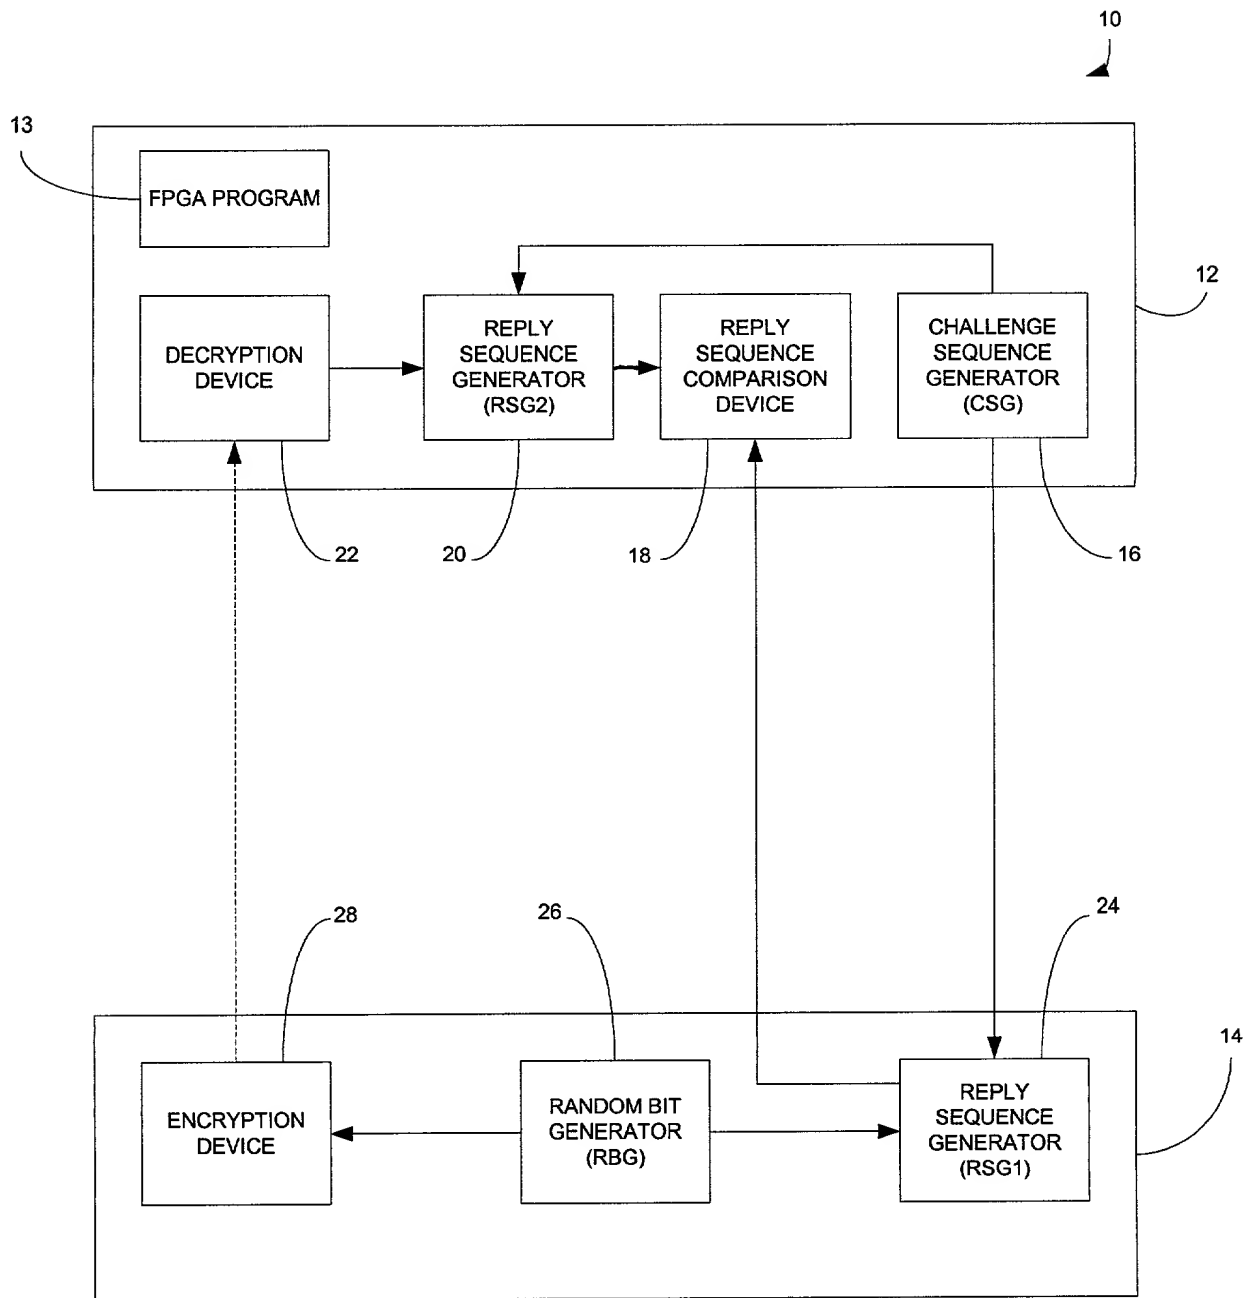 10
13
FPGA PROGRAM
12
DECRYPTION
DEVICE
REPLY
SEQUENCE
GENERATOR
(RSG2)
REPLY
SEQUENCE
COMPARISON
DEVICE
CHALLENGE
SEQUENCE
GENERATOR
(CSG)
22
20
18
16
28
26
24
14
ENCRYPTION
DEVICE
RANDOM BIT
GENERATOR
(RBG)
REPLY
SEQUENCE
GENERATOR
(RSG1)